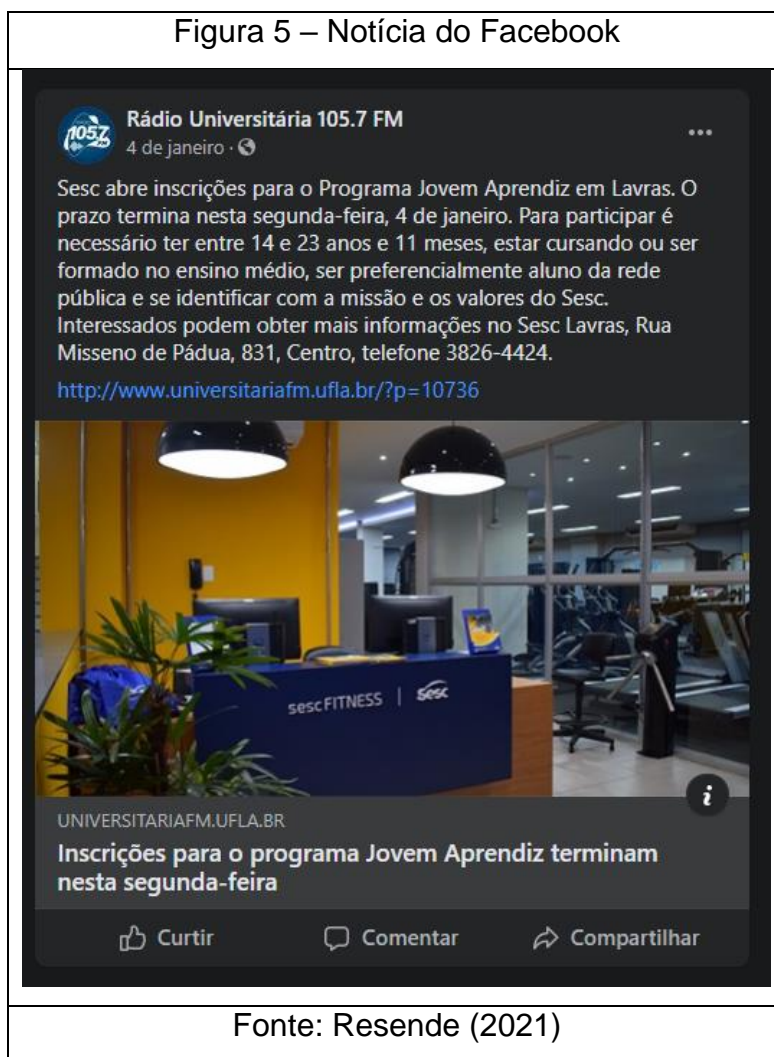 Figura 5 – Notícia do Facebook
105.7
Rádio Universitária 105.7 FM
4 de janeiro ·
Sesc abre inscrições para o Programa Jovem Aprendiz em Lavras. O
prazo termina nesta segunda-feira, 4 de janeiro. Para participar é
necessário ter entre 14 e 23 anos e 11 meses, estar cursando ou ser
formado no ensino médio, ser preferencialmente aluno da rede
pública e se identificar com a missão e os valores do Sesc.
Interessados podem obter mais informações no Sesc Lavras, Rua
Misseno de Pádua, 831, Centro, telefone 3826-4424.
http://www.universitariafm.ufla.br/?p=10736
sesc FITNESS | sesc
UNIVERSITARIAFM.UFLA.BR
Inscrições para o programa Jovem Aprendiz terminam
nesta segunda-feira
Curtir Comentar Compartilhar
Fonte: Resende (2021)